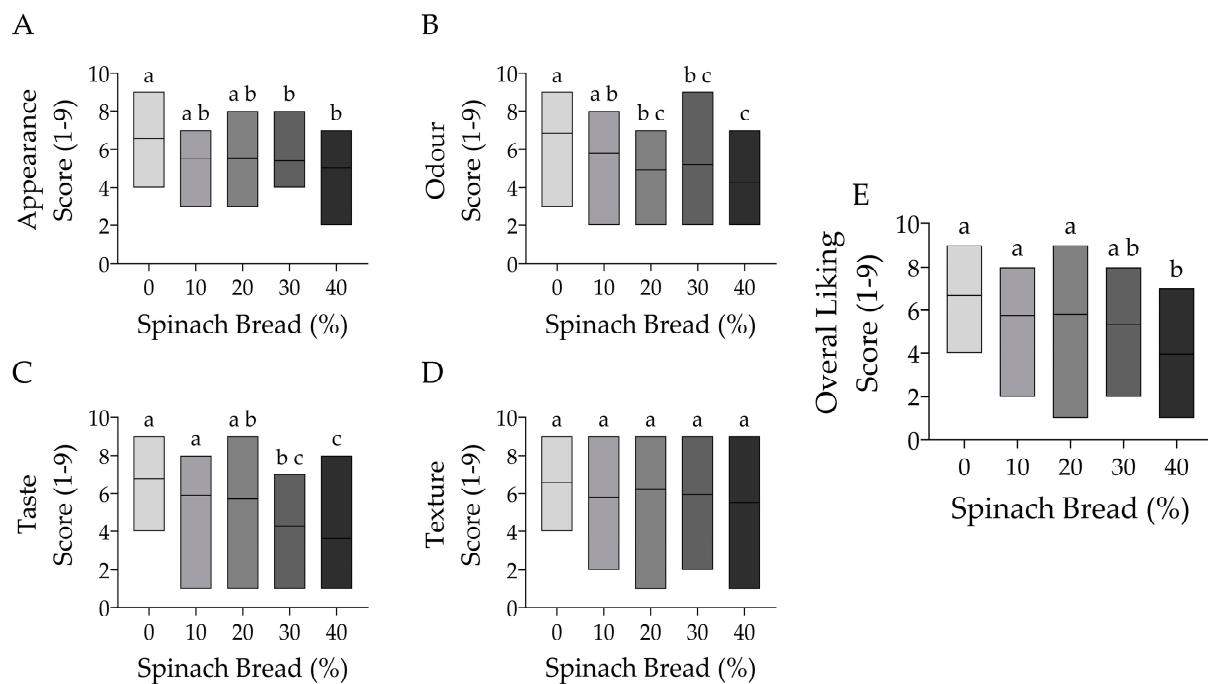 A
Appearance
Score (1-9)
10
8
6
4
2
0
a
a b
a b
b
b
0 10 20 30 40
Spinach Bread (%)
B
Odour
Score (1-9)
10
8
6
4
2
0
a
a b
b c
b c
c
0 10 20 30 40
Spinach Bread (%)
C
Taste
Score (1-9)
10
8
6
4
2
0
a
a
a b
b c
c
0 10 20 30 40
Spinach Bread (%)
D
Texture
Score (1-9)
10
8
6
4
2
0
a a a a a
0 10 20 30 40
Spinach Bread (%)
E
Overal Liking
Score (1-9)
10
8
6
4
2
0
a
a
a
a b
b
0 10 20 30 40
Spinach Bread (%)